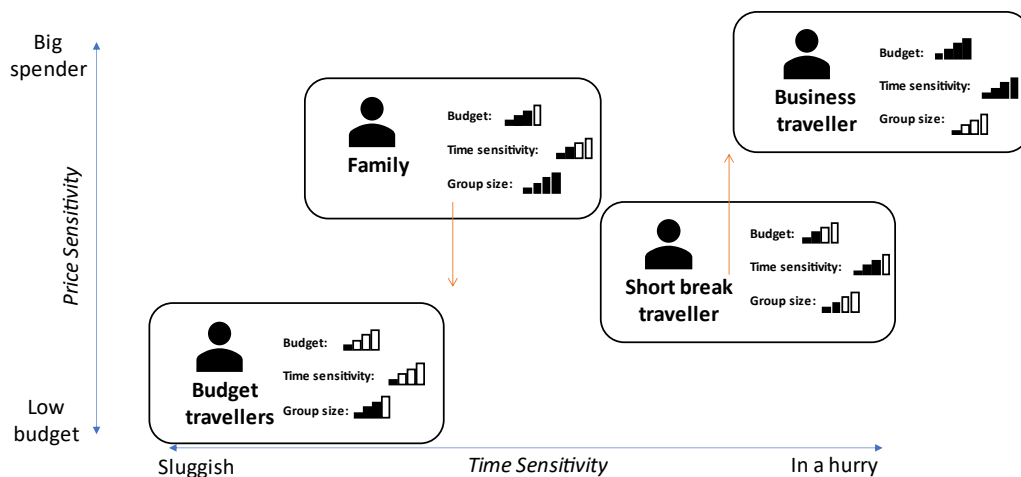 Big
spender
Price Sensitivity
Low
budget
Family
Budget:
Time sensitivity:
Group size:
Business
traveller
Budget:
Time sensitivity:
Group size:
Short break
traveller
Budget:
Time sensitivity:
Group size:
Budget
travellers
Budget:
Time sensitivity:
Group size:
Sluggish
Time Sensitivity
In a hurry